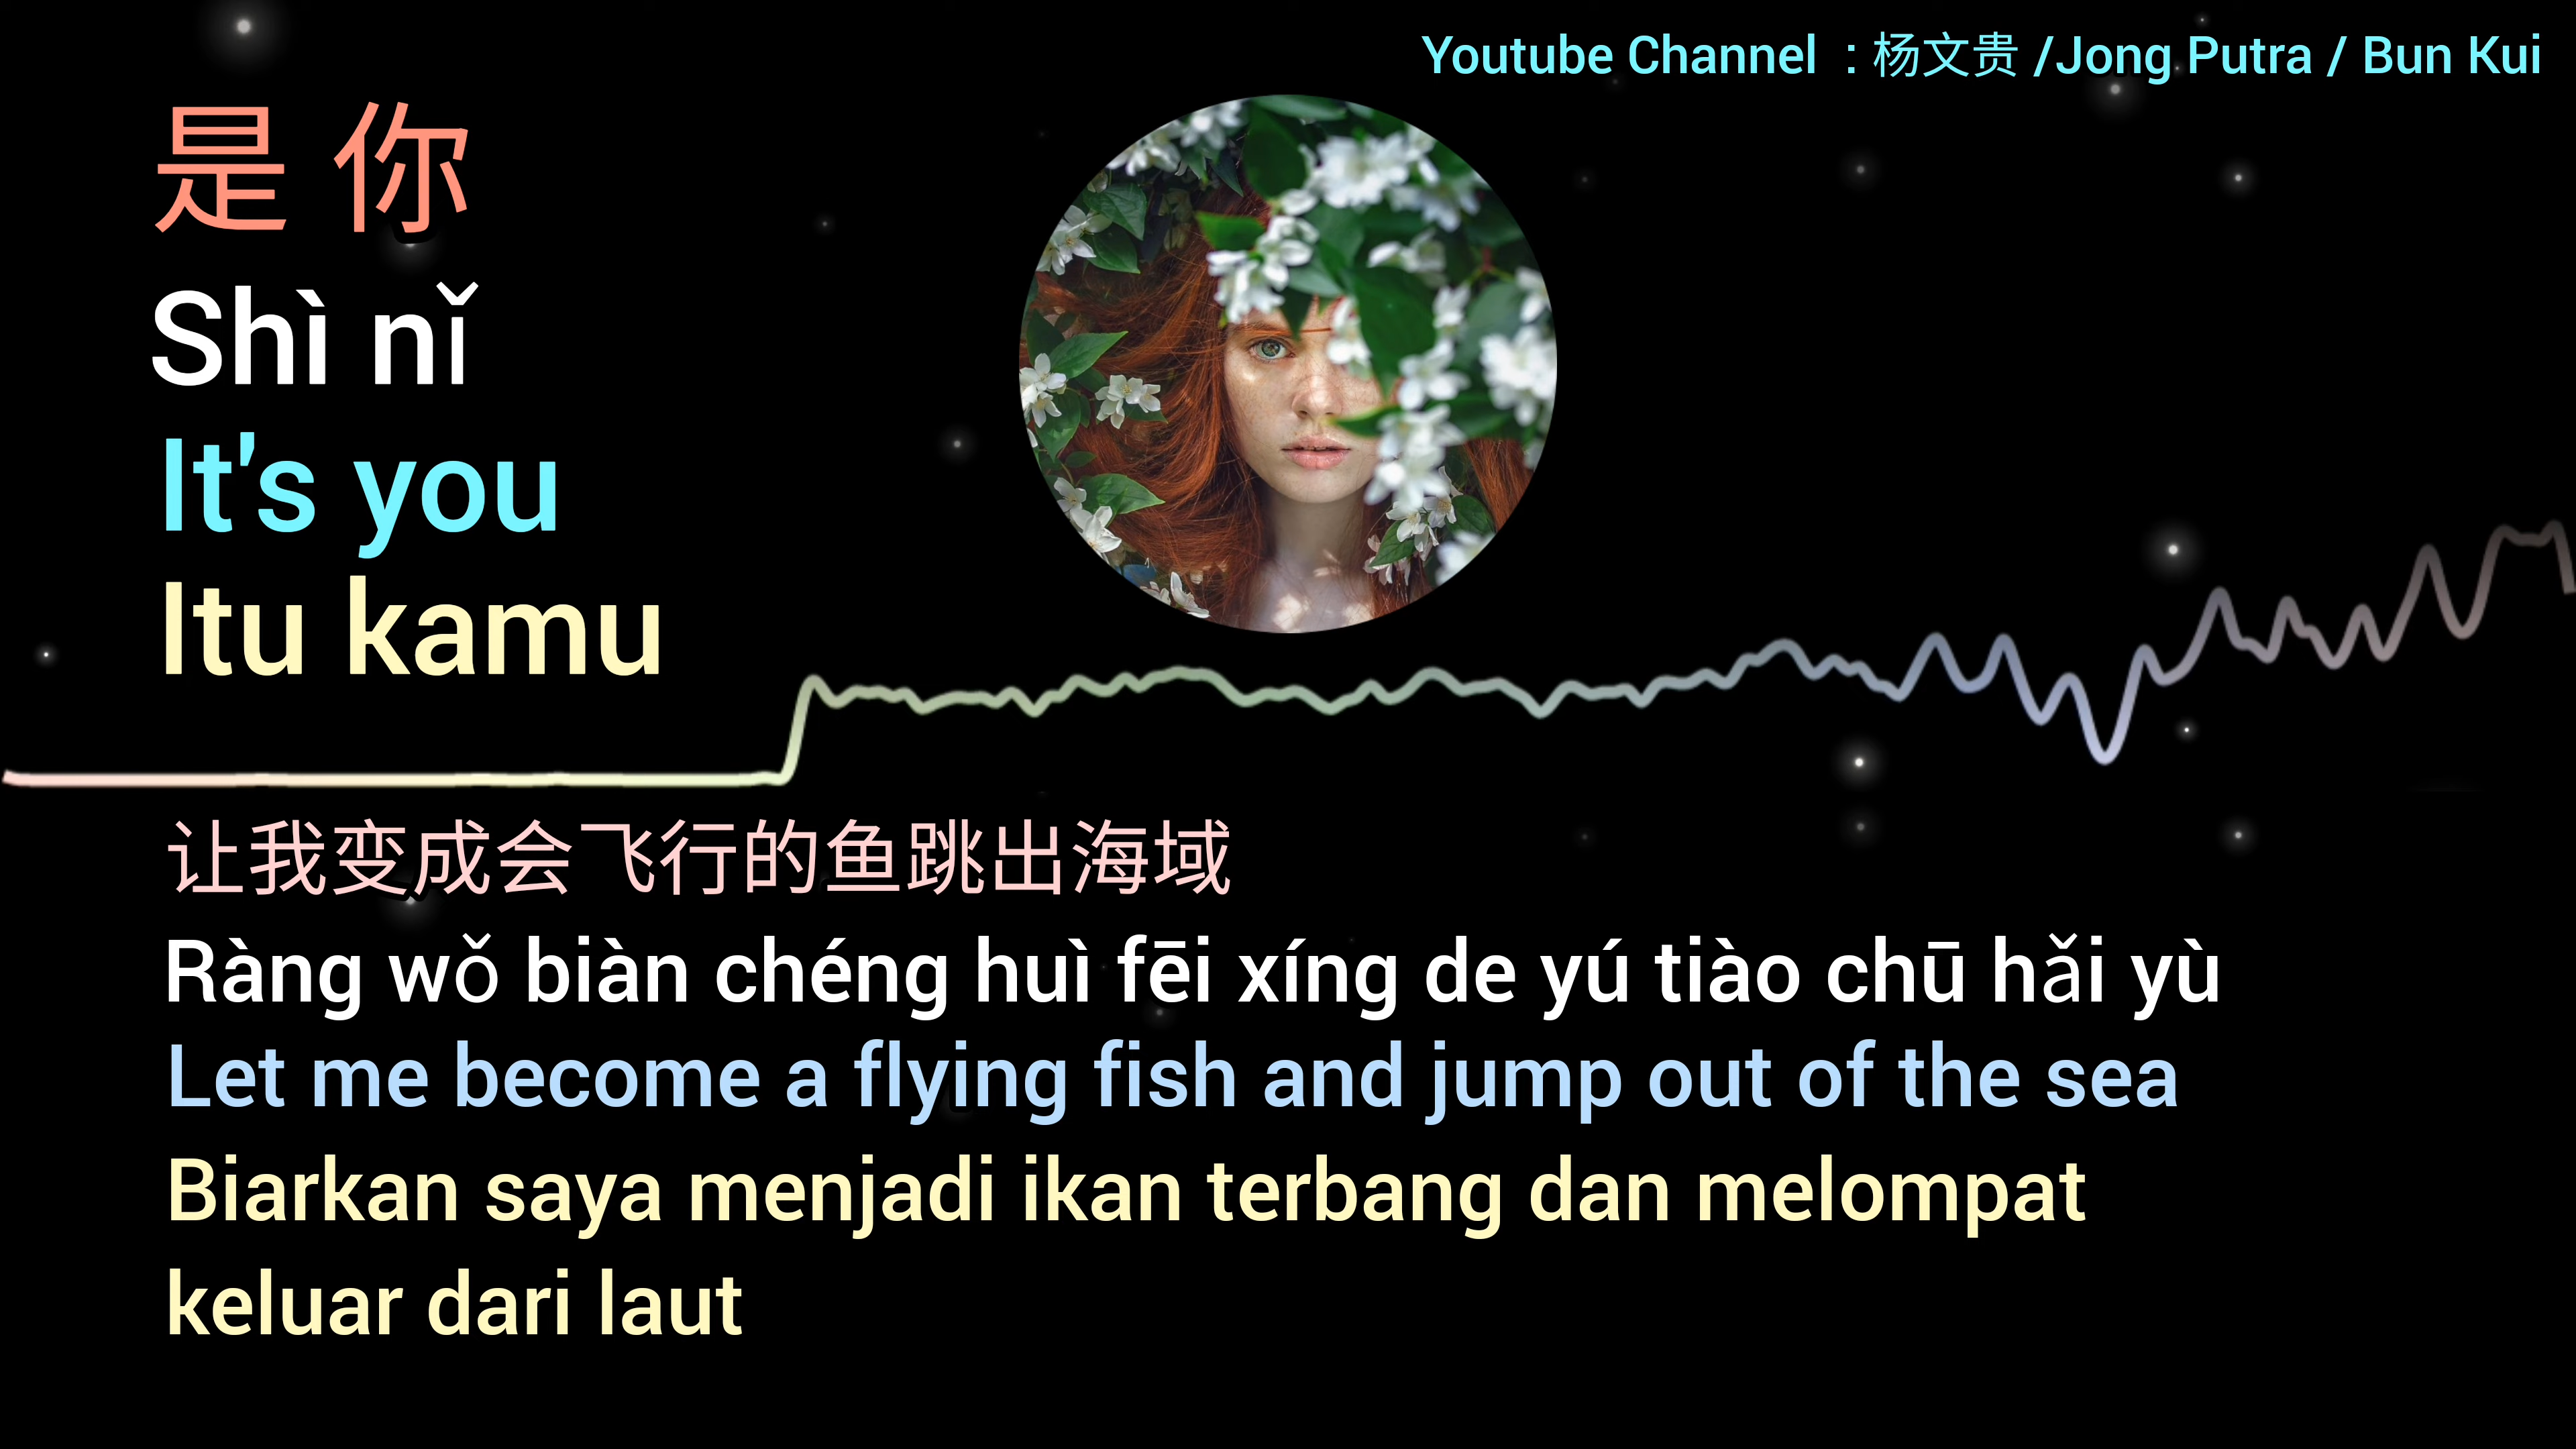 Youtube Channel : 杨文贵 /Jong Putra / Bun Kui
是 你
Shì nǐ
It's you
Itu kamu
让我变成会飞行的鱼跳出海域
Ràng wǒ biàn chéng huì fēi xíng de yú tiào chū hǎi yù
Let me become a flying fish and jump out of the sea
Biarkan saya menjadi ikan terbang dan melompat
keluar dari laut